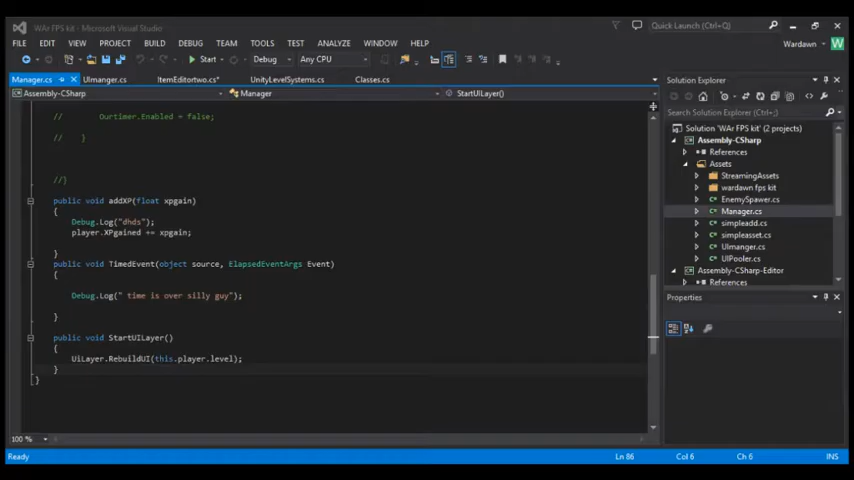 WAr FPS kit - Microsoft Visual Studio
Quick Launch (Ctrl+Q)
FILE EDIT VIEW PROJECT BUILD DEBUG TEAM TOOLS TEST ANALYZE WINDOW HELP
Wardawn W
Start Debug Any CPU
Manager.cs UImanger.cs ItemEditortwo.cs* UnityLevelSystems.cs Classes.cs
Assembly-CSharp Manager StartUILayer()
// Ourtimer.Enabled = false;
// }
//}
public void addXP(float xpgain)
{
Debug.Log("dhds");
player.XPgained += xpgain;
}
public void TimedEvent(object source, ElapsedEventArgs Event)
{
Debug.Log(" time is over silly guy");
}
public void StartUILayer()
{
UiLayer.RebuildUI(this.player.level);
}
}
100 %
Solution Explorer
Search Solution Explorer (Ctrl+;)
Solution 'WAr FPS kit' (2 projects)
Assembly-CSharp
References
Assets
StreamingAssets
wardawn fps kit
EnemySpawer.cs
Manager.cs
simpleadd.cs
simpleasset.cs
UImanger.cs
UIPooler.cs
Assembly-CSharp-Editor
References
Properties
Ready Ln 86 Col 6 Ch 6 INS